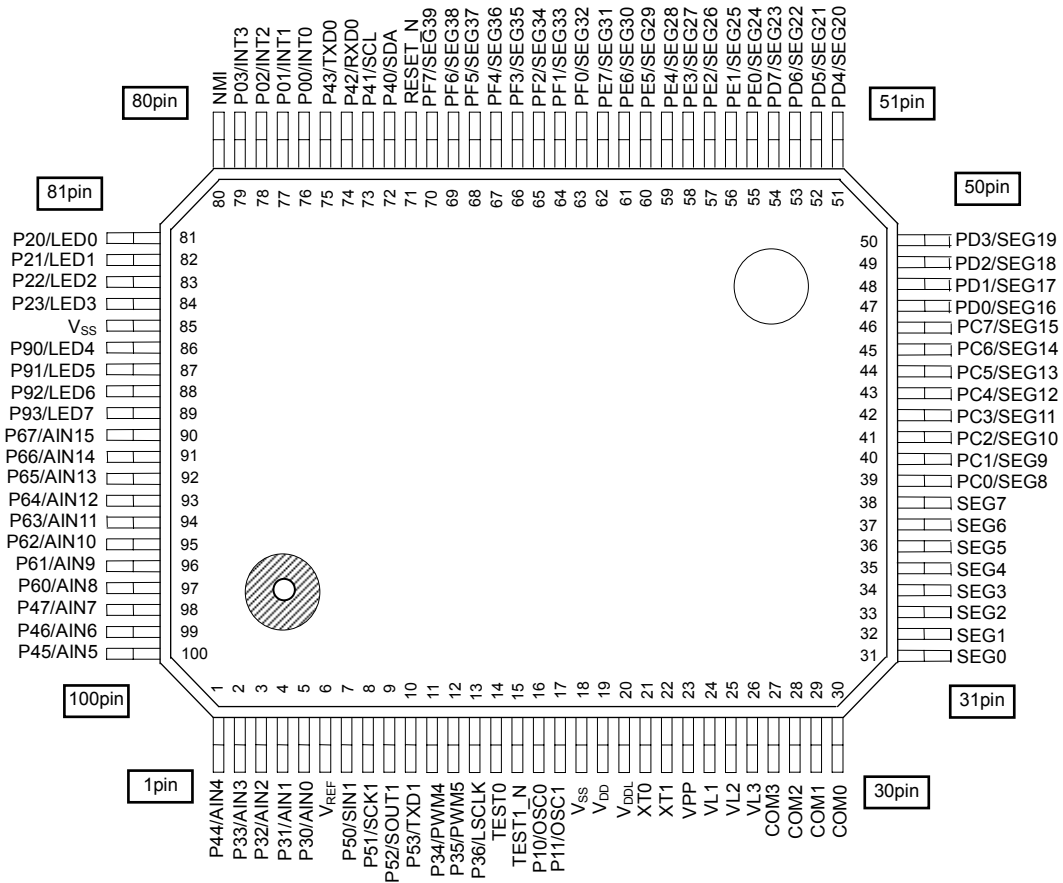 NMI
P03/INT3
P02/INT2
P01/INT1
P00/INT0
P43/TXD0
P42/RXD0
P41/SCL
P40/SDA
RESET_N
PF7/SEG39
PF6/SEG38
PF5/SEG37
PF4/SEG36
PF3/SEG35
PF2/SEG34
PF1/SEG33
PF0/SEG32
PE7/SEG31
PE6/SEG30
PE5/SEG29
PE4/SEG28
PE3/SEG27
PE2/SEG26
PE1/SEG25
PE0/SEG24
PD7/SEG23
PD6/SEG22
PD5/SEG21
PD4/SEG20
80pin
51pin
81pin
50pin
80 79 78 77 76 75 74 73 72 71 70 69 68 67 66 65 64 63 62 61 60 59 58 57 56 55 54 53 52 51
P20/LED0 81
P21/LED1 82
P22/LED2 83
P23/LED3 84
VSS 85
P90/LED4 86
P91/LED5 87
P92/LED6 88
P93/LED7 89
P67/AIN15 90
P66/AIN14 91
P65/AIN13 92
P64/AIN12 93
P63/AIN11 94
P62/AIN10 95
P61/AIN9 96
P60/AIN8 97
P47/AIN7 98
P46/AIN6 99
P45/AIN5 100
50 PD3/SEG19
49 PD2/SEG18
48 PD1/SEG17
47 PD0/SEG16
46 PC7/SEG15
45 PC6/SEG14
44 PC5/SEG13
43 PC4/SEG12
42 PC3/SEG11
41 PC2/SEG10
40 PC1/SEG9
39 PC0/SEG8
38 SEG7
37 SEG6
36 SEG5
35 SEG4
34 SEG3
33 SEG2
32 SEG1
31 SEG0
1 2 3 4 5 6 7 8 9 10 11 12 13 14 15 16 17 18 19 20 21 22 23 24 25 26 27 28 29 30
100pin
31pin
1pin
30pin
P44/AIN4
P33/AIN3
P32/AIN2
P31/AIN1
P30/AIN0
VREF
P50/SIN1
P51/SCK1
P52/SOUT1
P53/TXD1
P34/PWM4
P35/PWM5
P36/LSCLK
TEST0
TEST1_N
P10/OSC0
P11/OSC1
VSS
VDD
VDDL
XT0
XT1
VPP
VL1
VL2
VL3
COM3
COM2
COM1
COM0